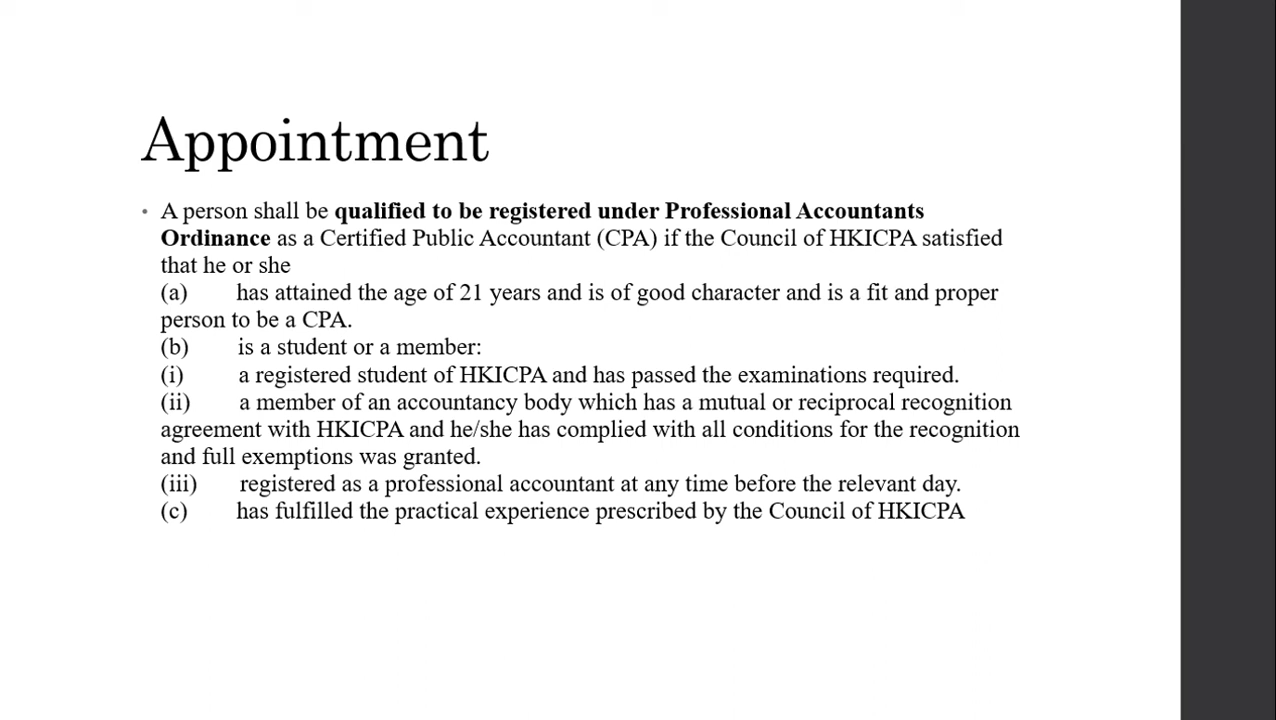 Appointment
• A person shall be qualified to be registered under Professional Accountants
Ordinance as a Certified Public Accountant (CPA) if the Council of HKICPA satisfied
that he or she
(a) has attained the age of 21 years and is of good character and is a fit and proper
person to be a CPA.
(b) is a student or a member:
(i) a registered student of HKICPA and has passed the examinations required.
(ii) a member of an accountancy body which has a mutual or reciprocal recognition
agreement with HKICPA and he/she has complied with all conditions for the recognition
and full exemptions was granted.
(iii) registered as a professional accountant at any time before the relevant day.
(c) has fulfilled the practical experience prescribed by the Council of HKICPA